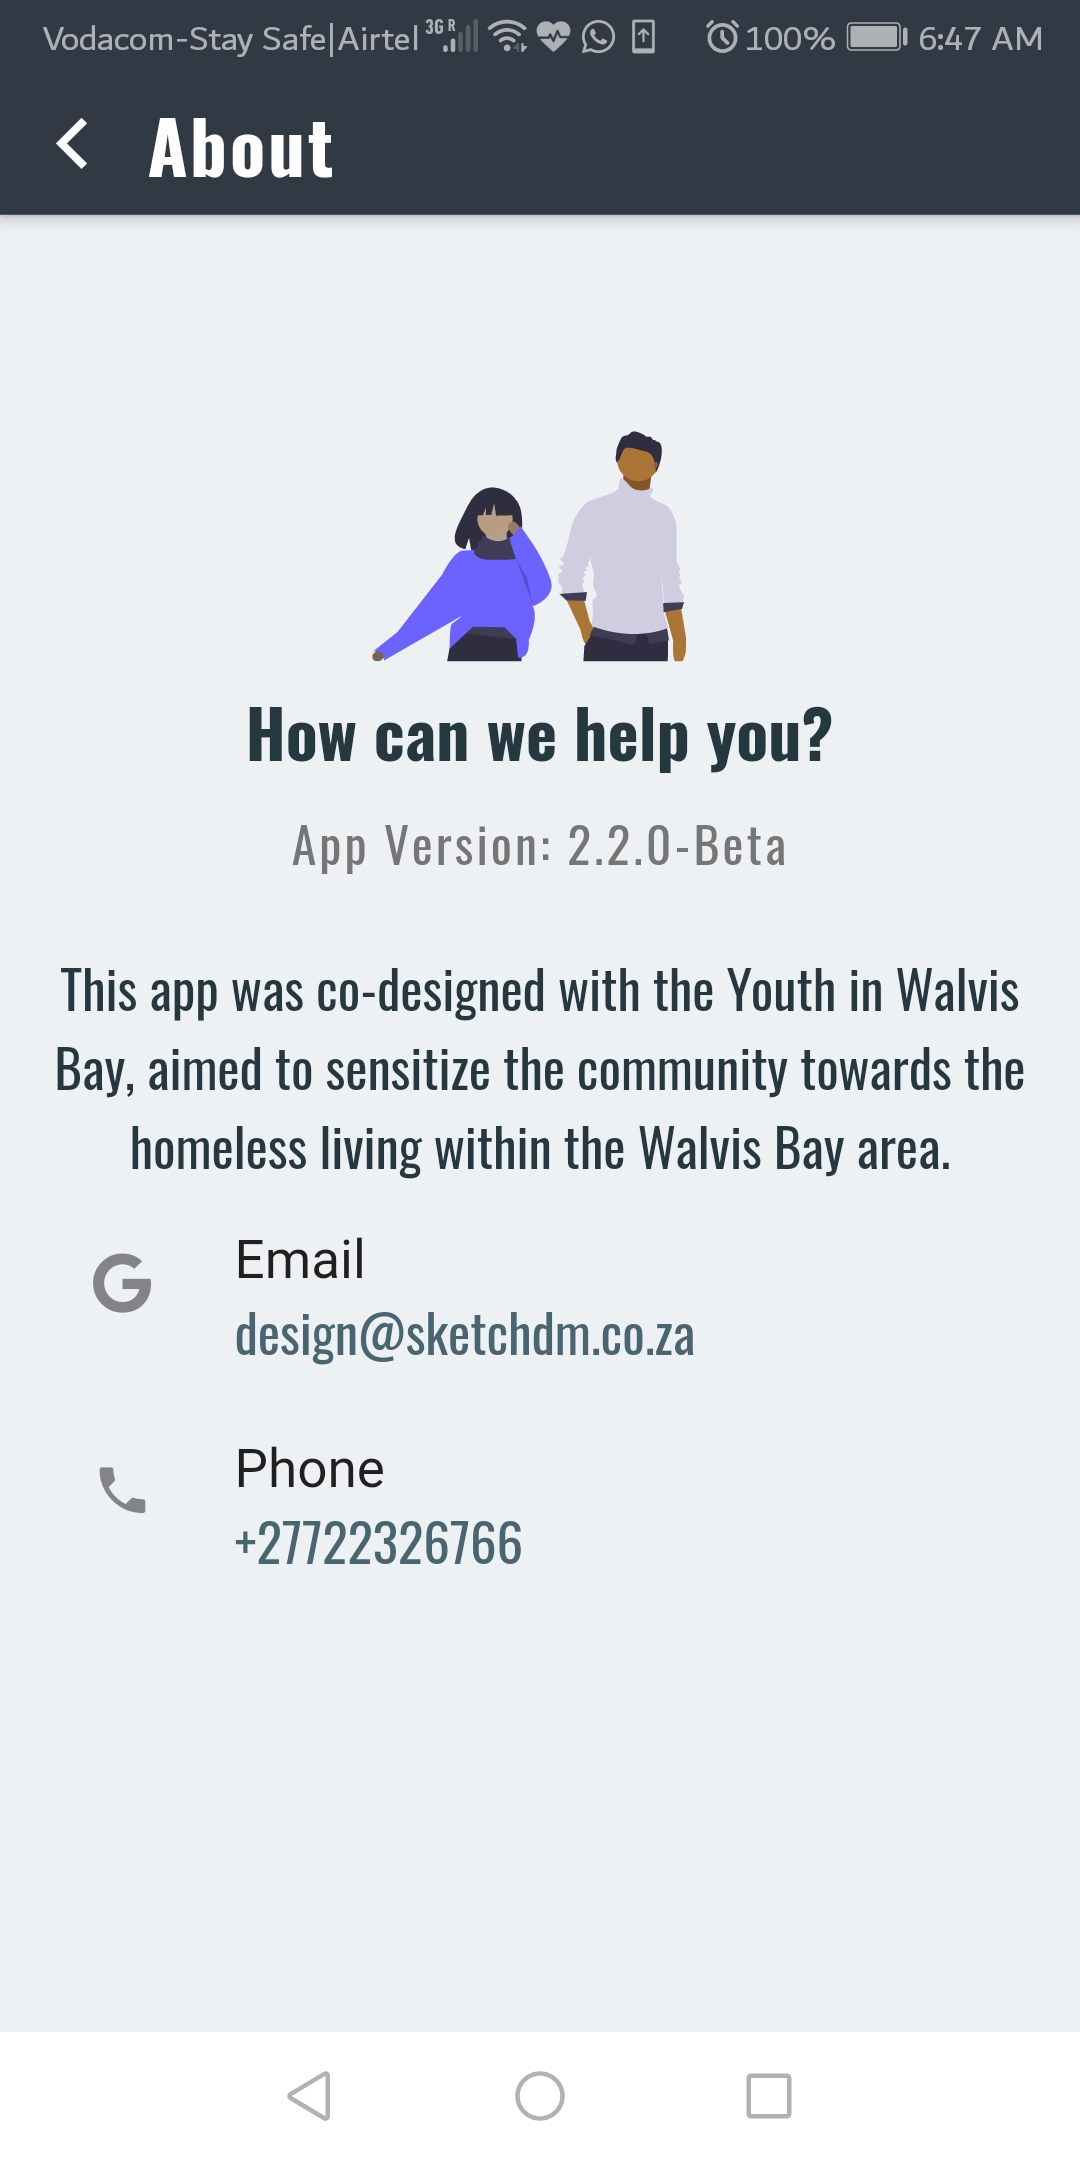 Vodacom-Stay Safe|Airtel 3G R 100% 6:47 AM
About
How can we help you?
App Version: 2.2.0-Beta
This app was co-designed with the Youth in Walvis
Bay, aimed to sensitize the community towards the
homeless living within the Walvis Bay area.
Email
design@sketchdm.co.za
Phone
+27722326766